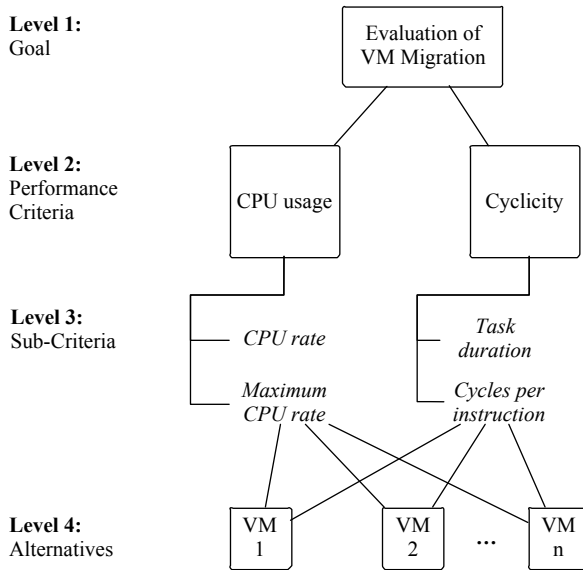 Level 1:
Goal
Evaluation of
VM Migration
Level 2:
Performance
Criteria
CPU usage
Cyclicity
Level 3:
Sub-Criteria
CPU rate
Task
duration
Maximum
CPU rate
Cycles per
instruction
Level 4:
Alternatives
VM
1
VM
2
...
VM
n